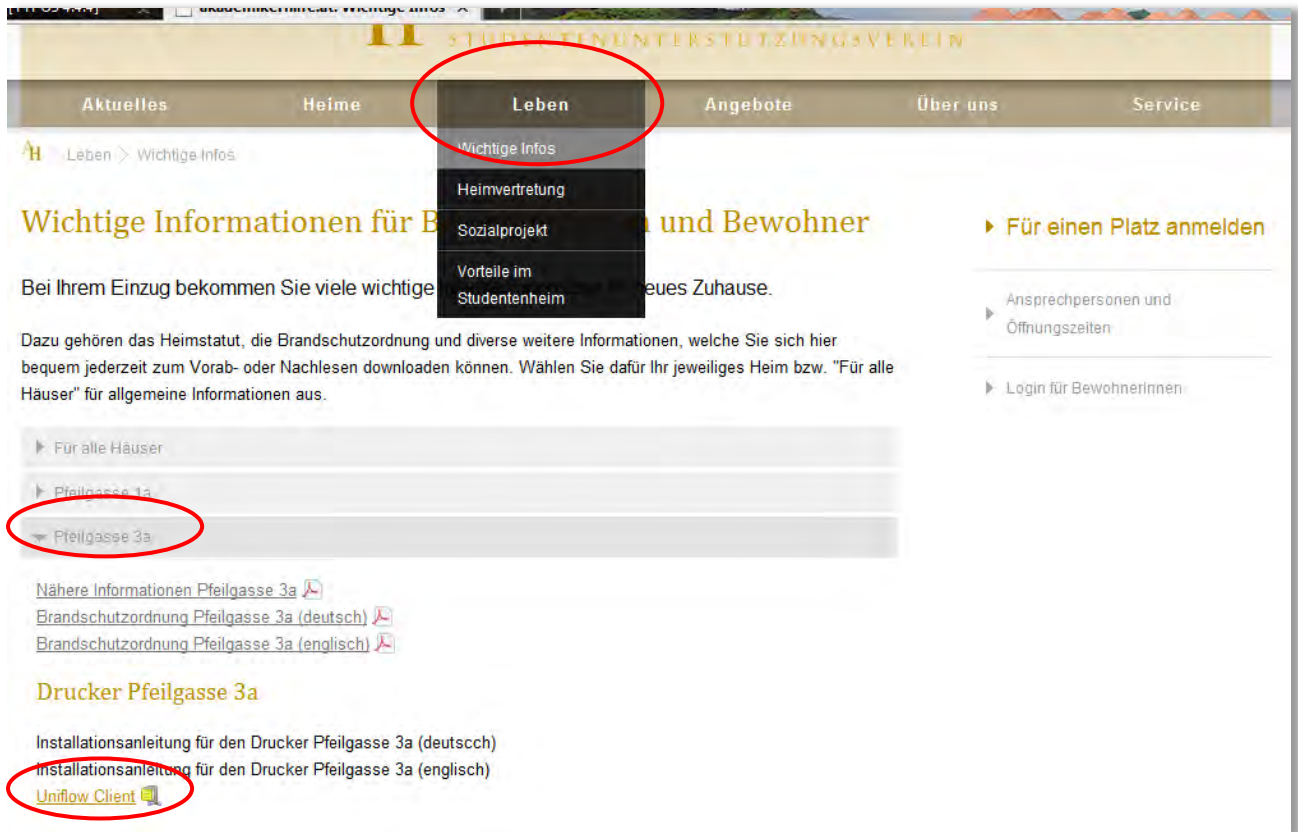 akademikerhilfe.at: Wichtige Infos
STUDENTENUNTERSTÜTZUNGSVEREIN
Aktuelles Heime Leben Angebote Über uns Service
AH Leben > Wichtige Infos
Wichtige Infos
Heimvertretung
Sozialprojekt
Vorteile im
Studentenheim
Wichtige Informationen für B und Bewohner
Bei Ihrem Einzug bekommen Sie viele wichtige neues Zuhause.
Dazu gehören das Heimstatut, die Brandschutzordnung und diverse weitere Informationen, welche Sie sich hier
bequem jederzeit zum Vorab- oder Nachlesen downloaden können. Wählen Sie dafür Ihr jeweiliges Heim bzw. "Für alle
Häuser" für allgemeine Informationen aus.
Für alle Häuser
Pfeilgasse 1a
Pfeilgasse 3a
Nähere Informationen Pfeilgasse 3a
Brandschutzordnung Pfeilgasse 3a (deutsch)
Brandschutzordnung Pfeilgasse 3a (englisch)
Drucker Pfeilgasse 3a
Installationsanleitung für den Drucker Pfeilgasse 3a (deutscch)
Installationsanleitung für den Drucker Pfeilgasse 3a (englisch)
Uniflow Client
Für einen Platz anmelden
Ansprechpersonen und
Öffnungszeiten
Login für BewohnerInnen